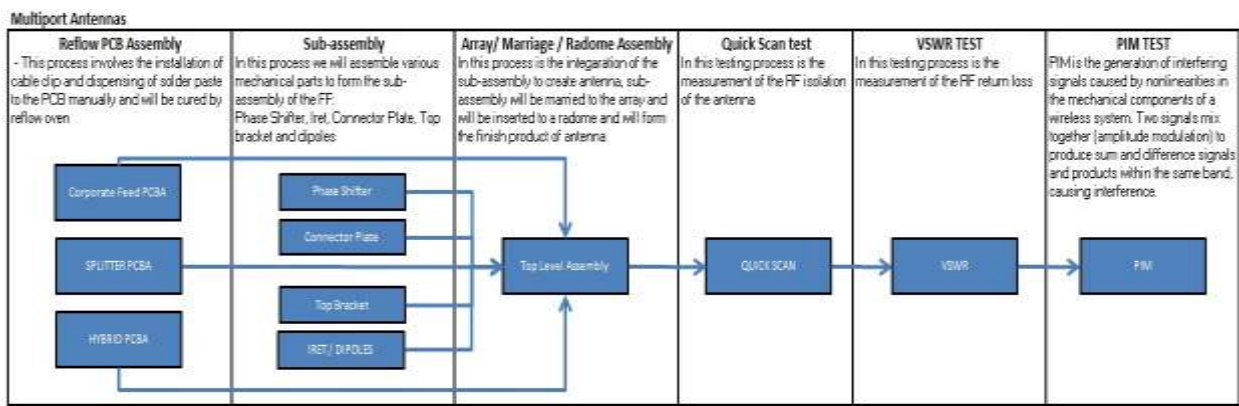 Multiport Antennas
Reflow PCB Assembly
- This process involves the installation of
cable clip and dispensing of solder paste
to the PCB manually and will be cured by
reflow oven
Sub-assembly
In this process we will assemble various
mechanical parts to form the sub-
assembly of the FF:
Phase Shifter, Iret, Connector Plate, Top
bracket and dipoles
Array/ Marriage / Radome Assembly
In this process is the integaration of the
sub-assembly to create antenna, sub-
assembly will be married to the array and
will be inserted to a radome and will form
the finish product of antenna
Quick Scan test
In this testing process is the
measurement of the RF isolation
of the antenna
VSWR TEST
In this testing process is the
measurement of the RF return loss
PIM TEST
PIM is the generation of interfering
signals caused by nonlinearities in
the mechanical components of a
wireless system. Two signals mix
together (amplitude modulation) to
produce sum and difference signals
and products within the same band,
causing interference.
Corporate Feed PCBA
SPLITTER PCBA
HYBRID PCBA
Phase Shifter
Connector Plate
Top Bracket
IRET / DIPOLES
Top Level Assembly
QUICK SCAN
VSWR
PIM